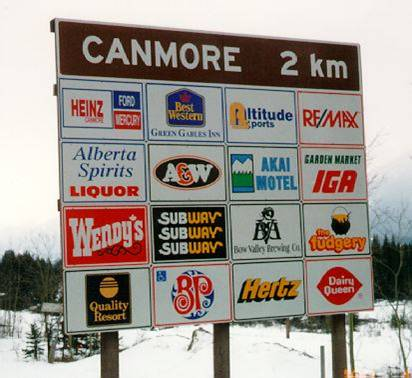 CANMORE 2 km
HEINZ CANMORE FORD MERCURY
Best Western
GREEN GABLES INN
Altitude Sports
RE/MAX
Alberta Spirits
LIQUOR
A&W
AKAI MOTEL
GARDEN MARKET
IGA
Wendy's
SUBWAY
SUBWAY
SUBWAY
Bow Valley Brewing Co.
The fudgery
Quality Resort
BP
Hertz
Dairy Queen